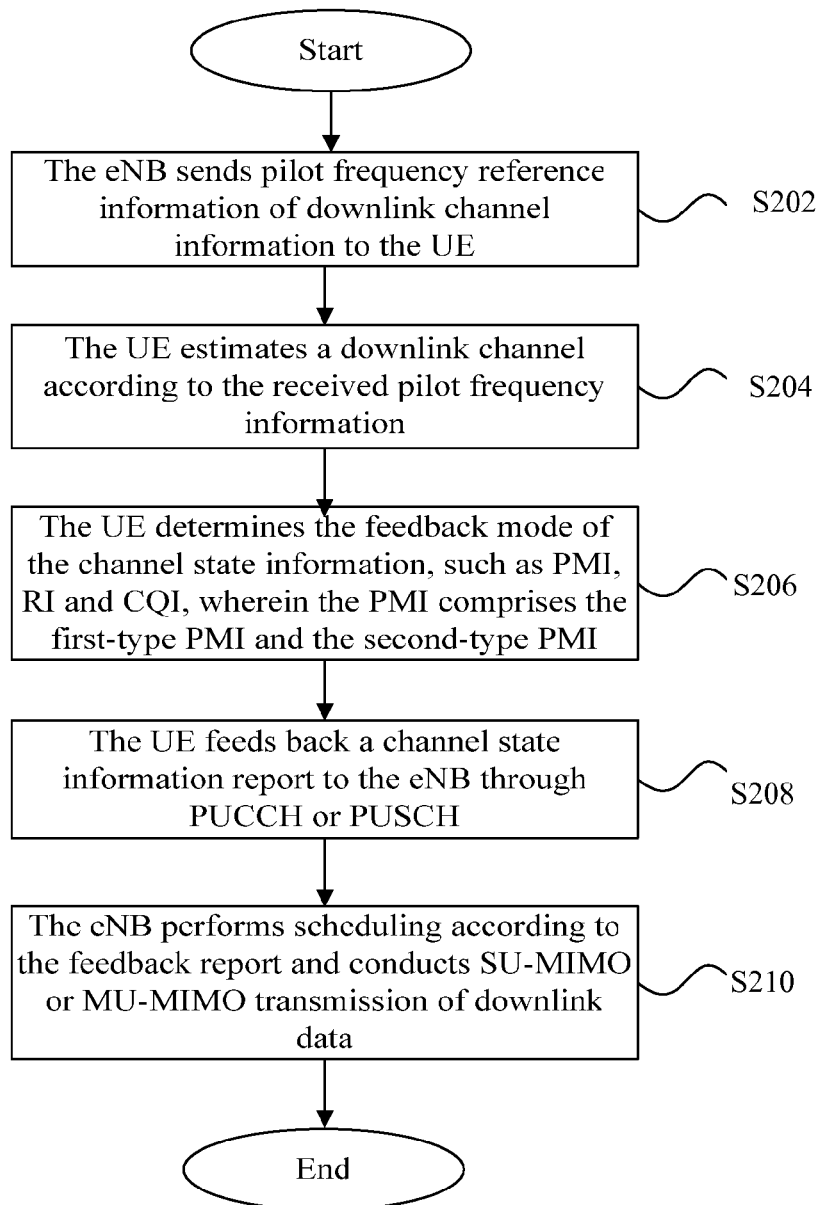 Start
The eNB sends pilot frequency reference
information of downlink channel
information to the UE
S202
The UE estimates a downlink channel
according to the received pilot frequency
information
S204
The UE determines the feedback mode of
the channel state information, such as PMI,
RI and CQI, wherein the PMI comprises the
first-type PMI and the second-type PMI
S206
The UE feeds back a channel state
information report to the eNB through
PUCCH or PUSCH
S208
The eNB performs scheduling according to
the feedback report and conducts SU-MIMO
or MU-MIMO transmission of downlink
data
S210
End